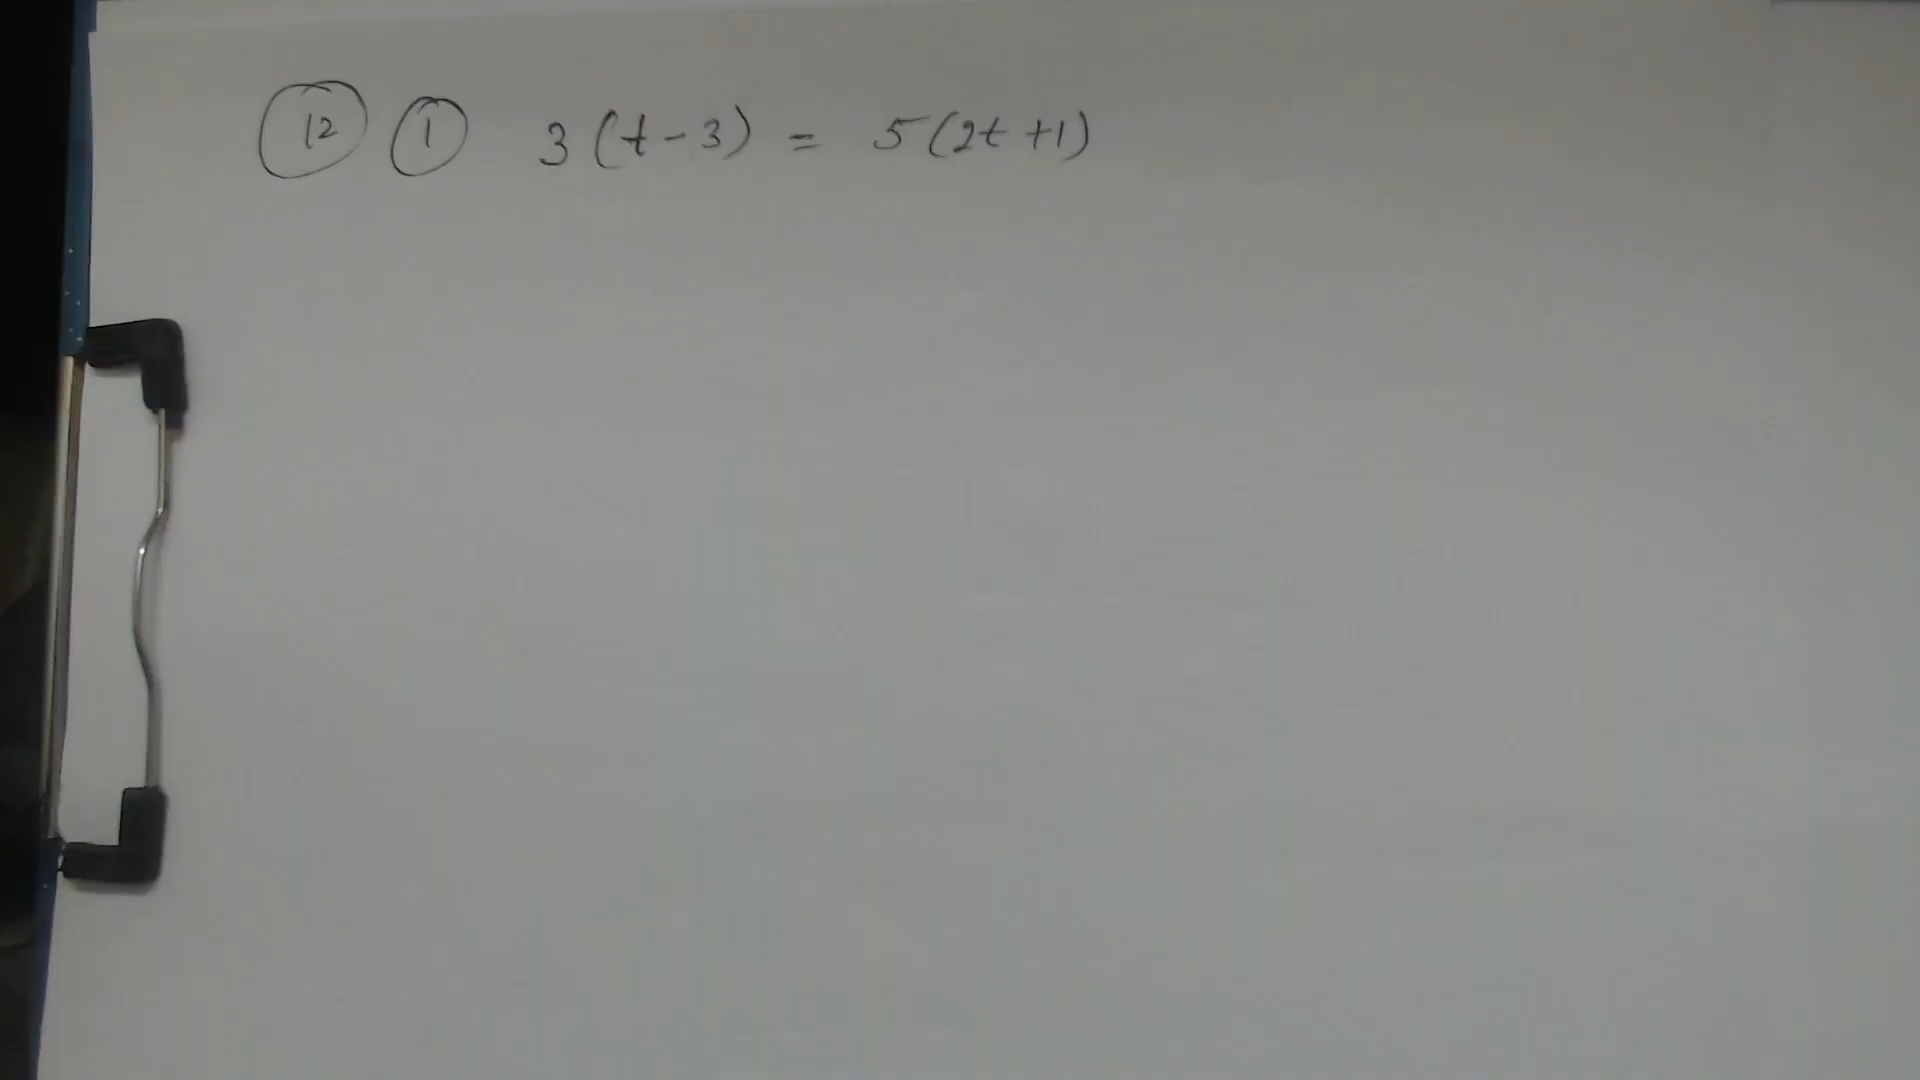 ⑫ ① 3(t-3) = 5(2t+1)